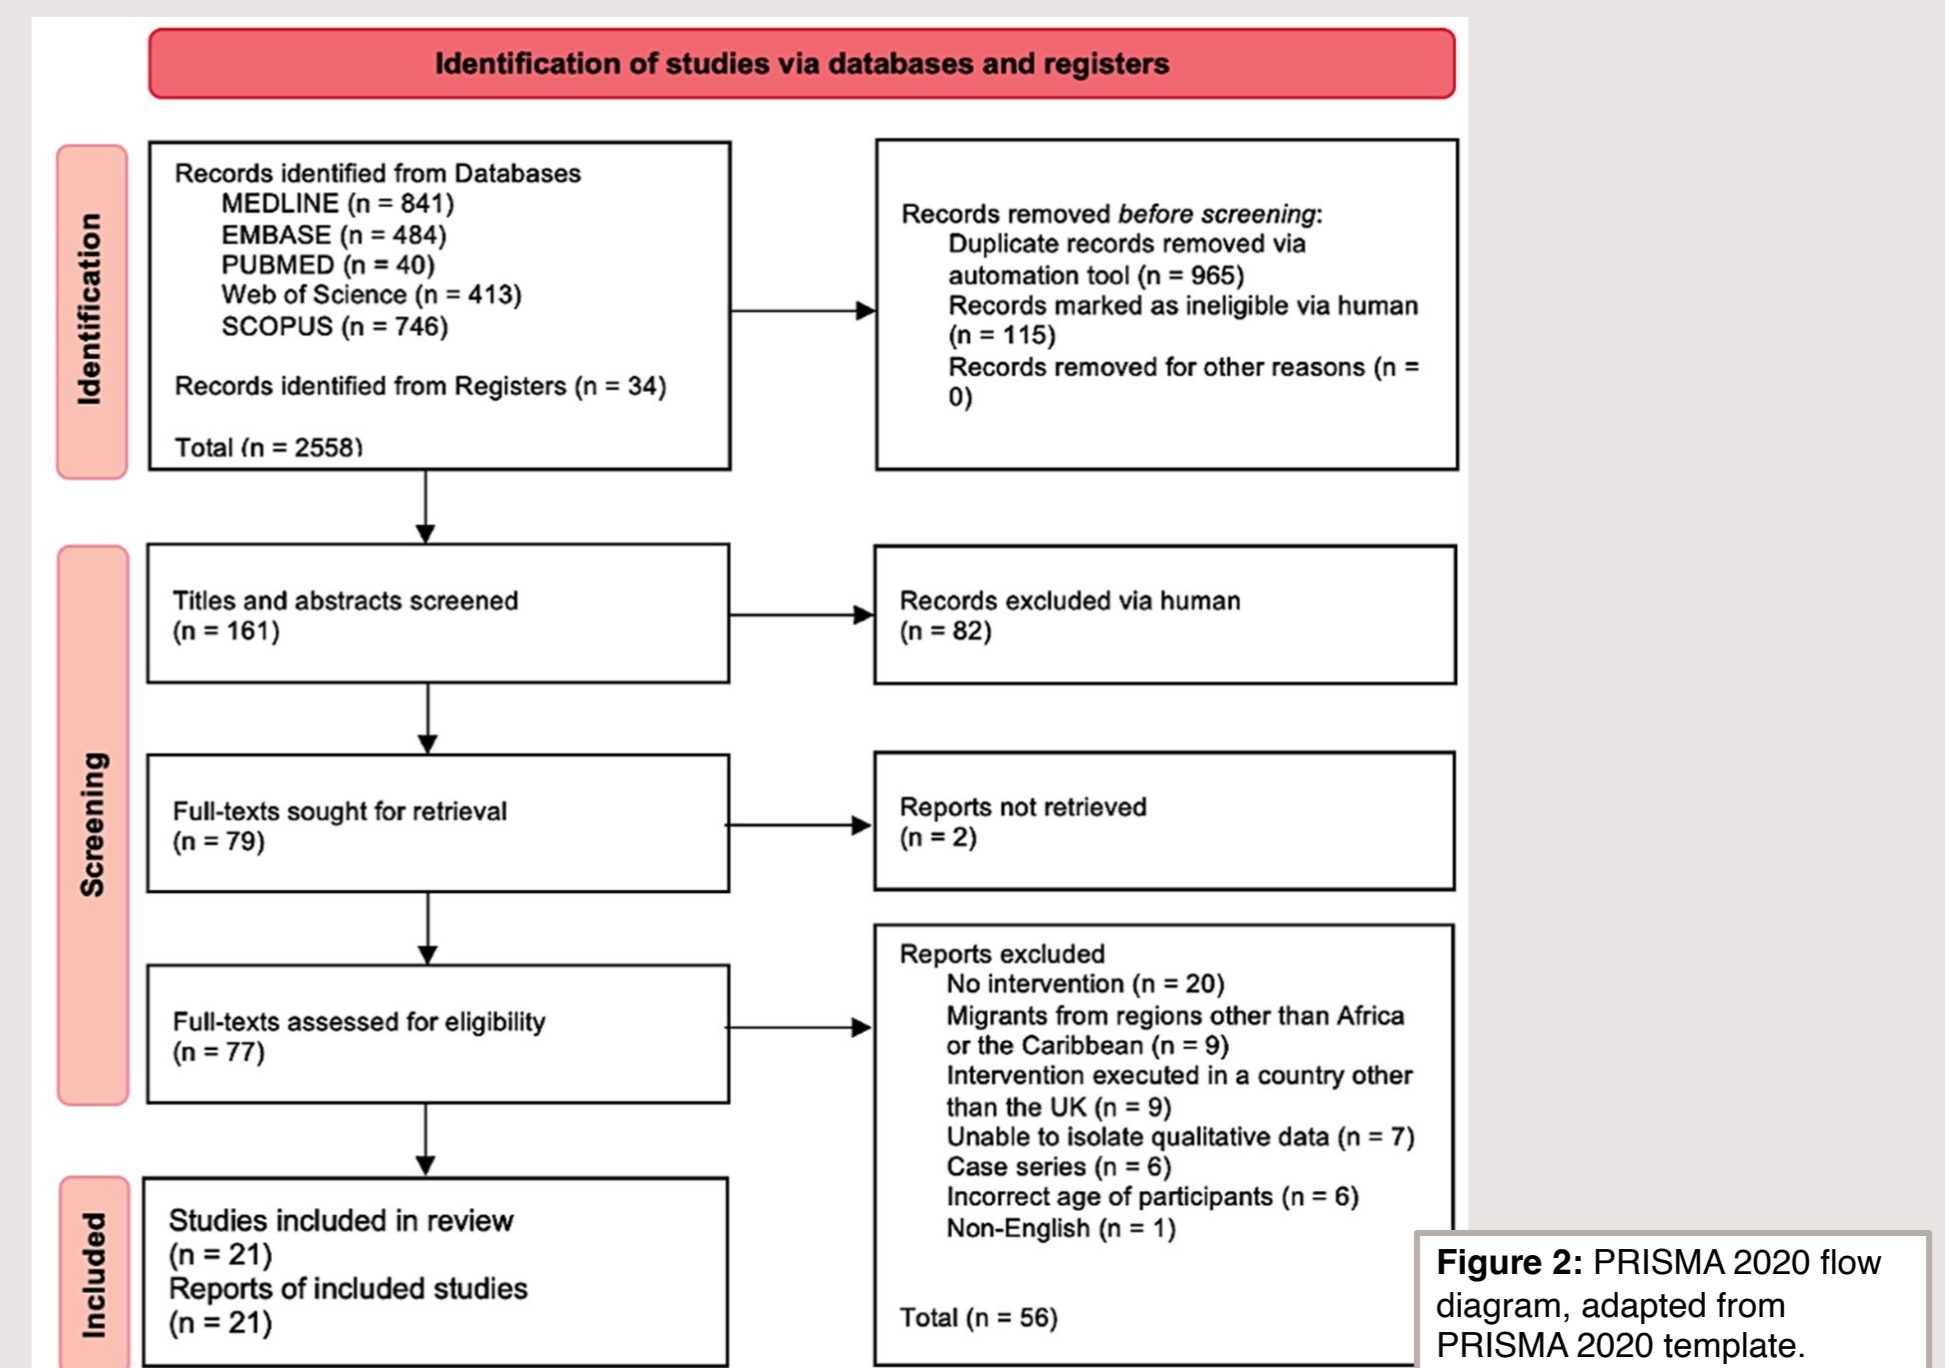 Identification of studies via databases and registers
Identification
Records identified from Databases
MEDLINE (n = 841)
EMBASE (n = 484)
PUBMED (n = 40)
Web of Science (n = 413)
SCOPUS (n = 746)
Records identified from Registers (n = 34)
Total (n = 2558)
Records removed before screening:
Duplicate records removed via
automation tool (n = 965)
Records marked as ineligible via human
(n = 115)
Records removed for other reasons (n =
0)
Screening
Titles and abstracts screened
(n = 161)
Records excluded via human
(n = 82)
Full-texts sought for retrieval
(n = 79)
Reports not retrieved
(n = 2)
Full-texts assessed for eligibility
(n = 77)
Reports excluded
No intervention (n = 20)
Migrants from regions other than Africa
or the Caribbean (n = 9)
Intervention executed in a country other
than the UK (n = 9)
Unable to isolate qualitative data (n = 7)
Case series (n = 6)
Incorrect age of participants (n = 6)
Non-English (n = 1)
Total (n = 56)
Included
Studies included in review
(n = 21)
Reports of included studies
(n = 21)
Figure 2: PRISMA 2020 flow
diagram, adapted from
PRISMA 2020 template.